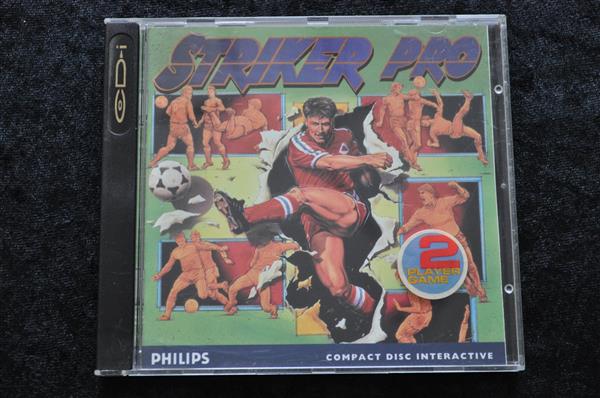 CD-i
STRIKER PRO
2
PLAYER
GAME
PHILIPS
COMPACT DISC INTERACTIVE